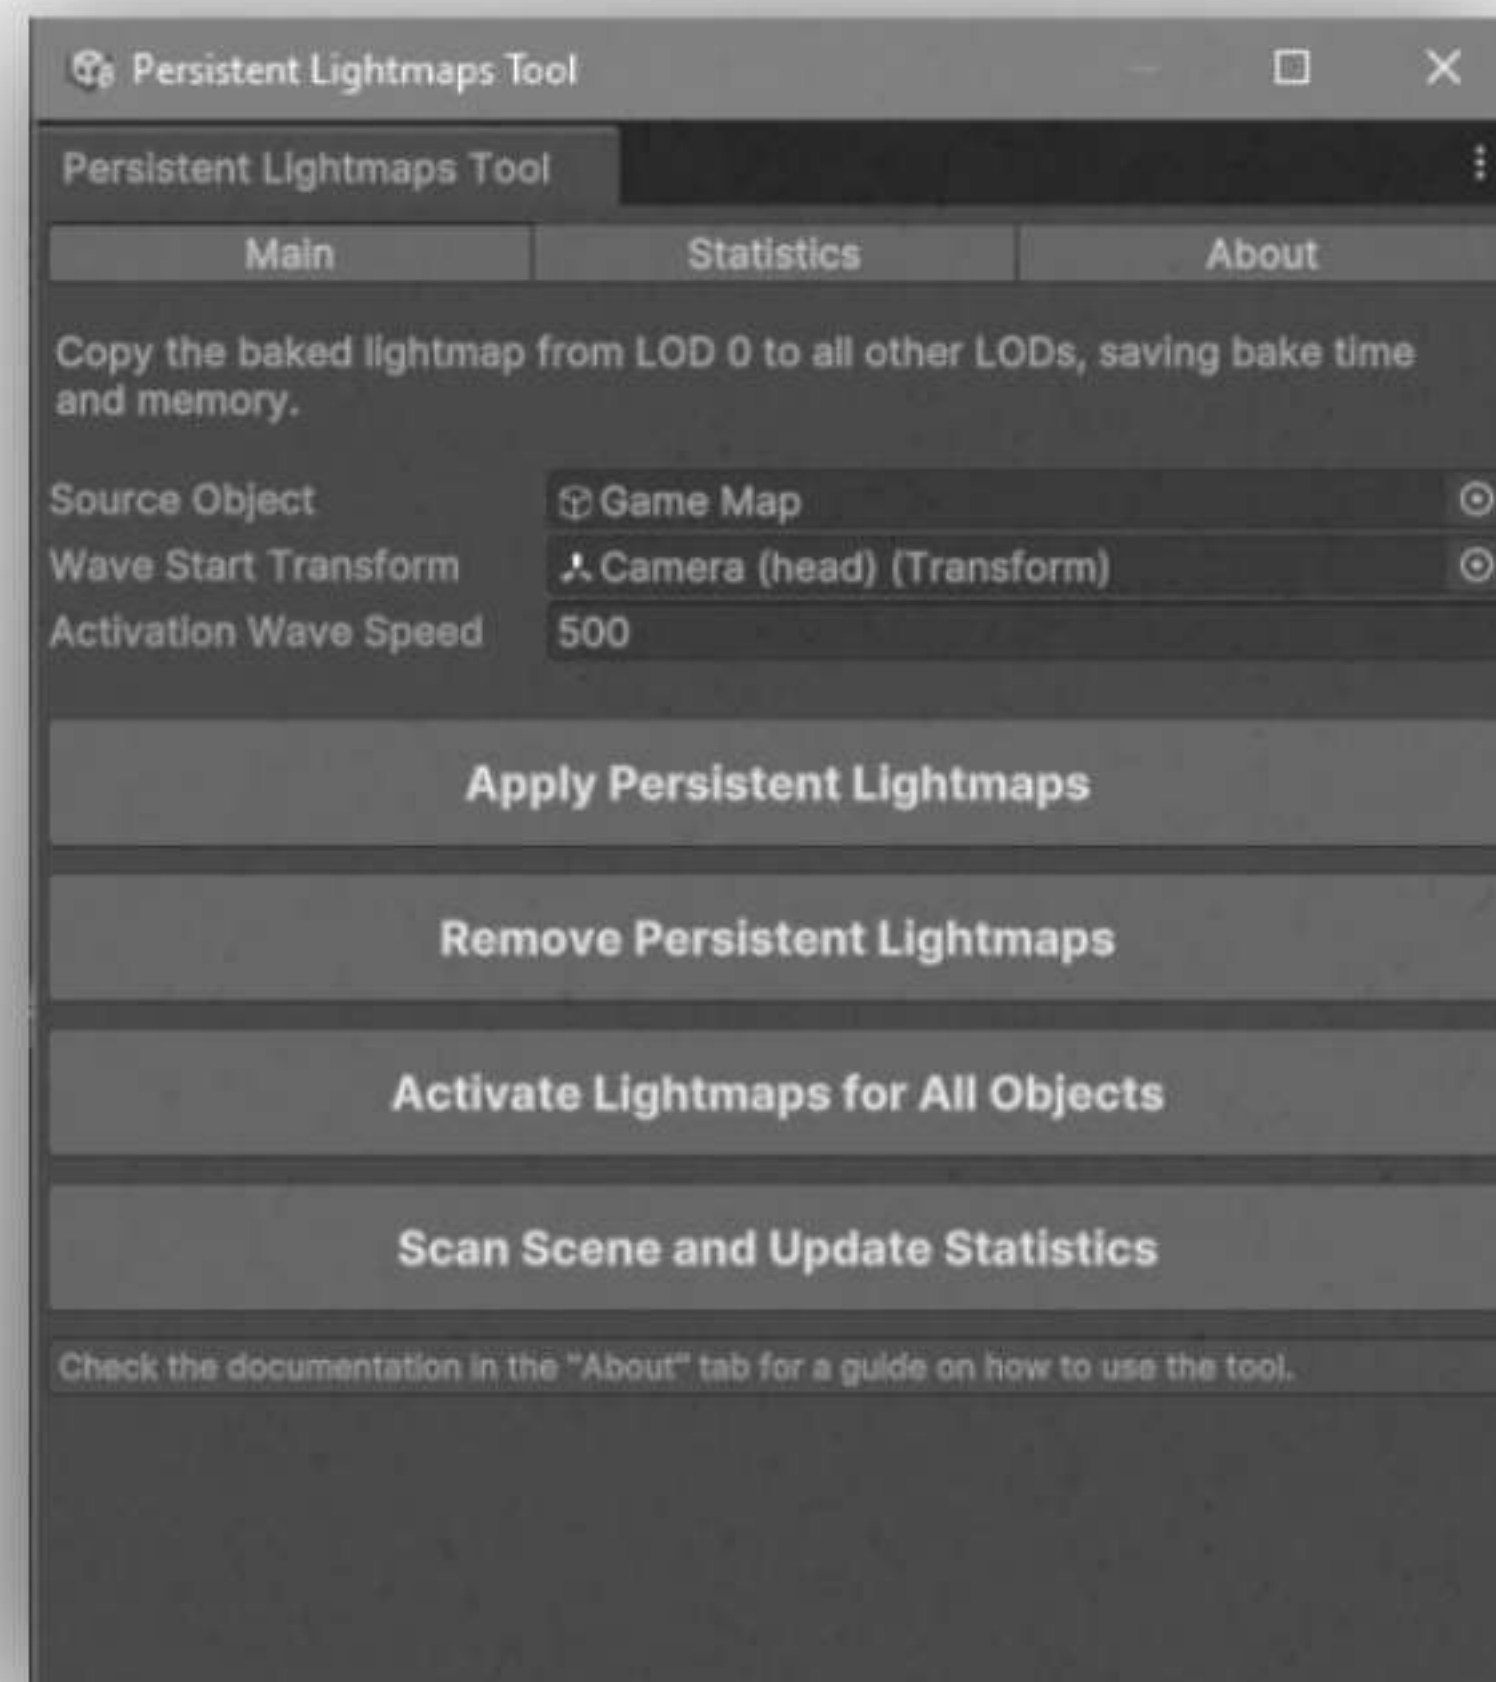 Persistent Lightmaps Tool
Persistent Lightmaps Tool
Main Statistics About
Copy the baked lightmap from LOD 0 to all other LODs, saving bake time
and memory.
Source Object Game Map
Wave Start Transform Camera (head) (Transform)
Activation Wave Speed 500
Apply Persistent Lightmaps
Remove Persistent Lightmaps
Activate Lightmaps for All Objects
Scan Scene and Update Statistics
Check the documentation in the "About" tab for a guide on how to use the tool.